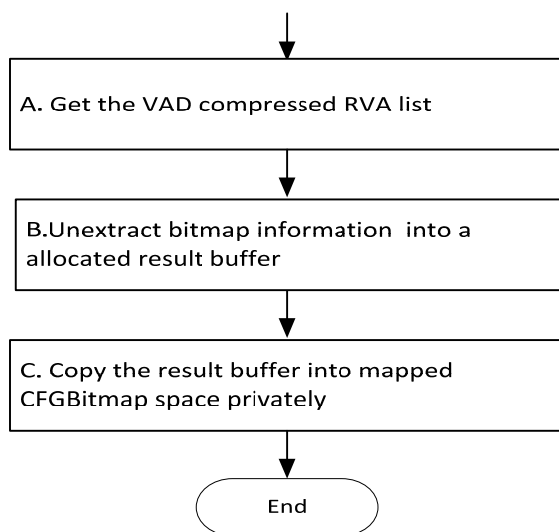 A. Get the VAD compressed RVA list
B.Unextract bitmap information into a
allocated result buffer
C. Copy the result buffer into mapped
CFGBitmap space privately
End